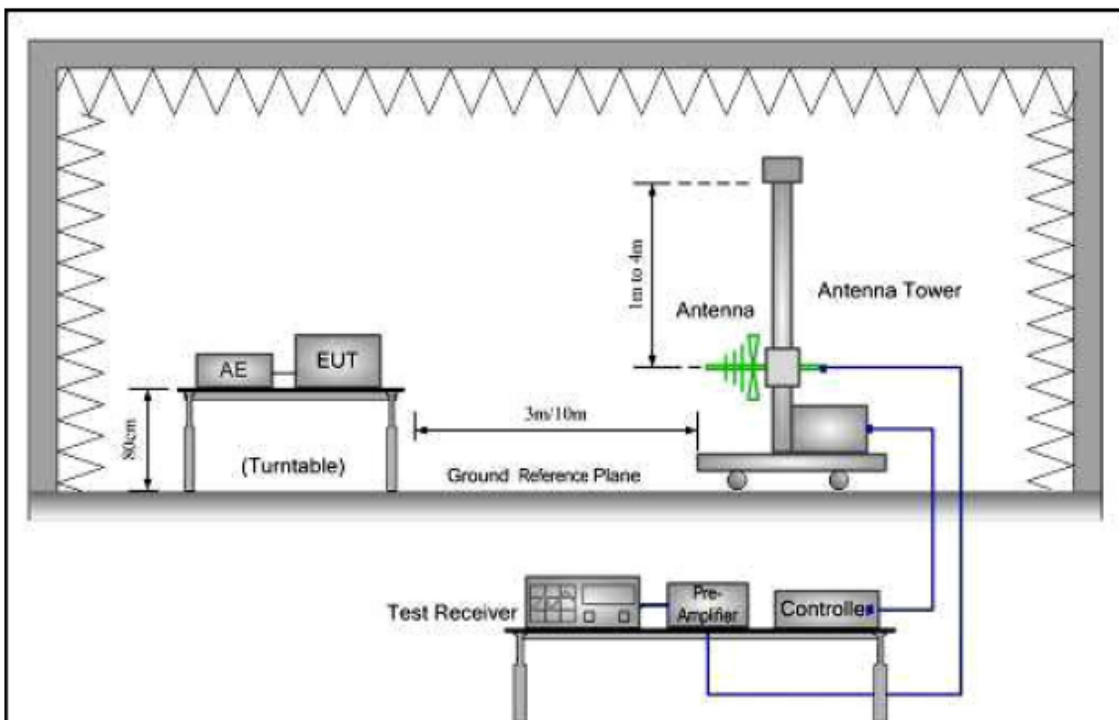 1m to 4m
Antenna
Antenna Tower
AE
EUT
80cm
3m/10m
(Turntable)
Ground Reference Plane
Test Receiver
Pre-
Amplifier
Controller